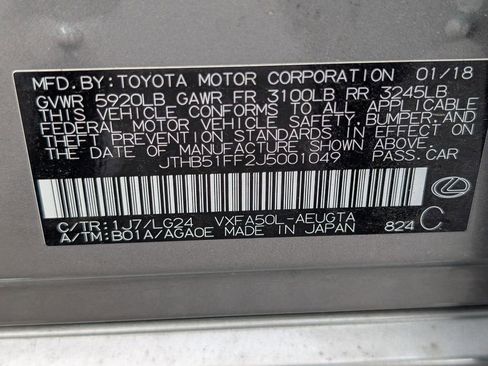 MFD.BY:TOYOTA MOTOR CORPORATION 01/18
GVWR 5920LB GAWR FR 3100LB RR 3245LB
THIS VEHICLE CONFORMS TO ALL APPLICABLE
FEDERAL MOTOR VEHICLE SAFETY,BUMPER,AND
THEFT PREVENTION STANDARDS IN EFFECT ON
THE DATE OF MANUFACTURE SHOWN ABOVE.
JTHB51FF2J5001049 PASS.CAR
C/TR:1J7/LG24 VXFA50L-AEUGTA
A/TM:B01A/AGA0E MADE IN JAPAN 824 C